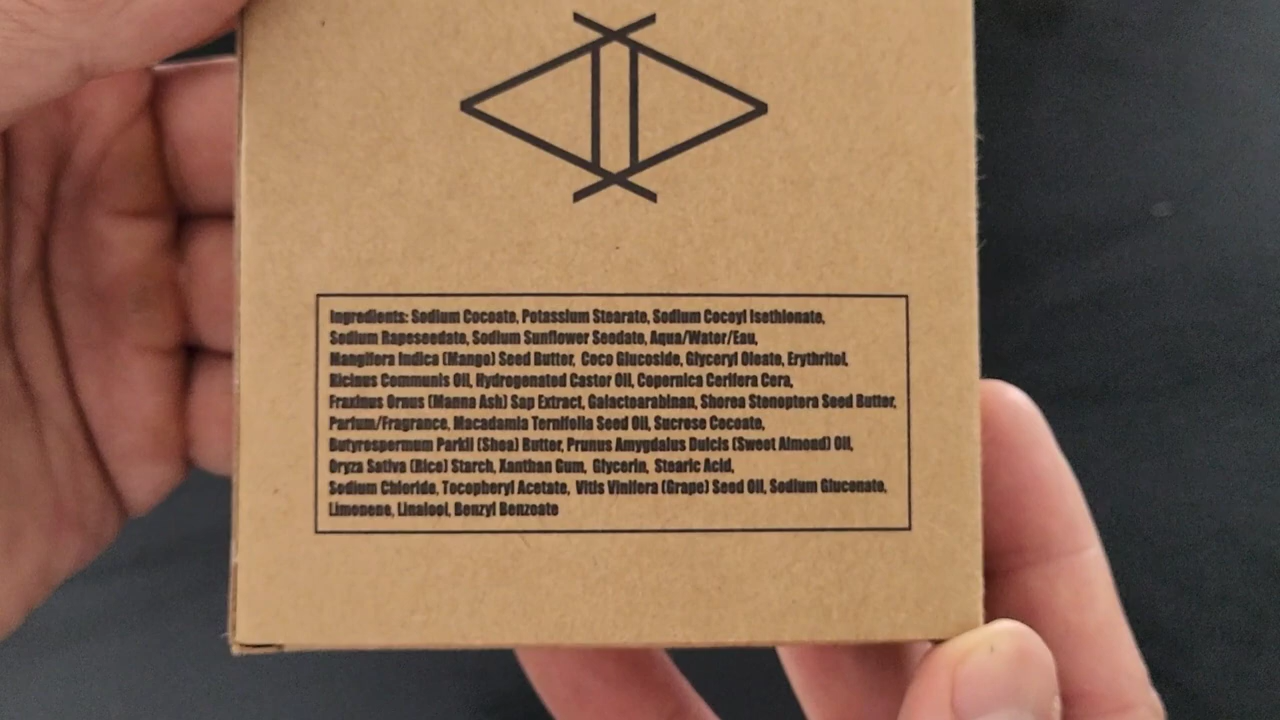 Ingredients: Sodium Cocoate, Potassium Stearate, Sodium Cocoyl Isethionate,
Sodium Rapeseedate, Sodium Sunflower Seedate, Aqua/Water/Eau,
Mangifera Indica (Mango) Seed Butter, Coco Glucoside, Glyceryl Oleate, Erythritol,
Ricinus Communis Oil, Hydrogenated Castor Oil, Copernica Cerifera Cera,
Fraxinus Ornus (Manna Ash) Sap Extract, Galactoarabinan, Shorea Stenoptera Seed Butter,
Parfum/Fragrance, Macadamia Ternifolia Seed Oil, Sucrose Cocoate,
Butyrospermum Parkii (Shea) Butter, Prunus Amygdalus Dulcis (Sweet Almond) Oil,
Oryza Sativa (Rice) Starch, Xanthan Gum, Glycerin, Stearic Acid,
Sodium Chloride, Tocopheryl Acetate, Vitis Vinifera (Grape) Seed Oil, Sodium Gluconate,
Limonene, Linalool, Benzyl Benzoate